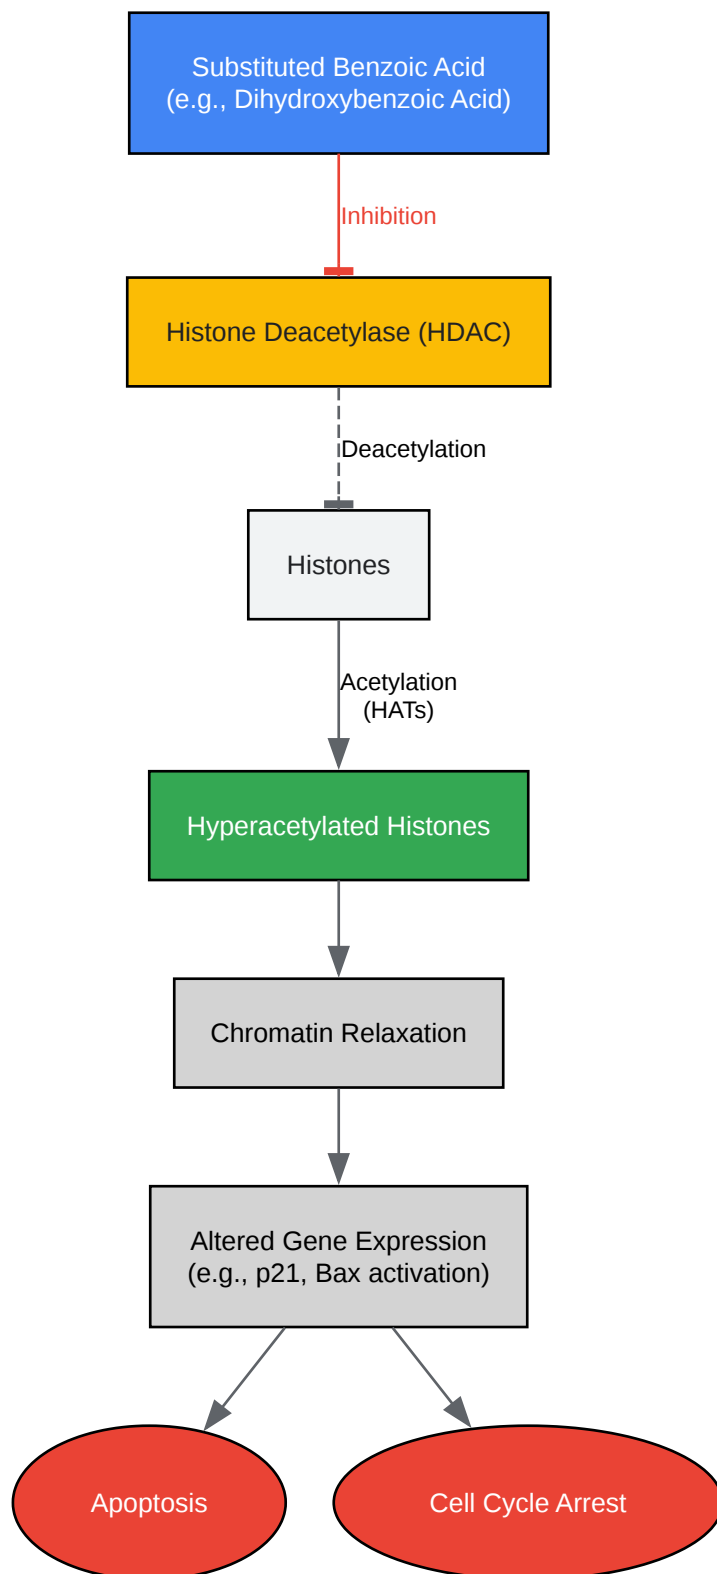 Substituted Benzoic Acid
(e.g., Dihydroxybenzoic Acid)
Inhibition
Histone Deacetylase (HDAC)
Deacetylation
Histones
Acetylation
(HATs)
Hyperacetylated Histones
Chromatin Relaxation
Altered Gene Expression
(e.g., p21, Bax activation)
Apoptosis
Cell Cycle Arrest